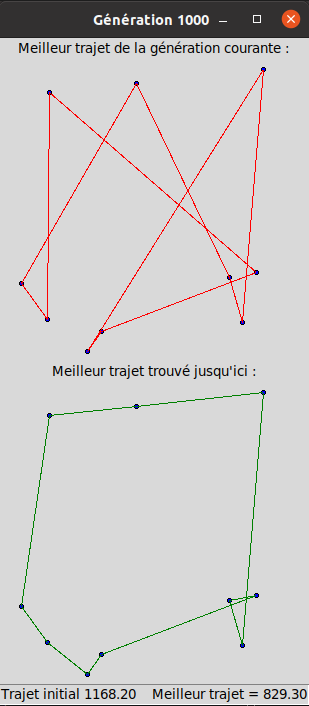 Génération 1000
Meilleur trajet de la génération courante :
Meilleur trajet trouvé jusqu'ici :
Trajet initial 1168.20 Meilleur trajet = 829.30